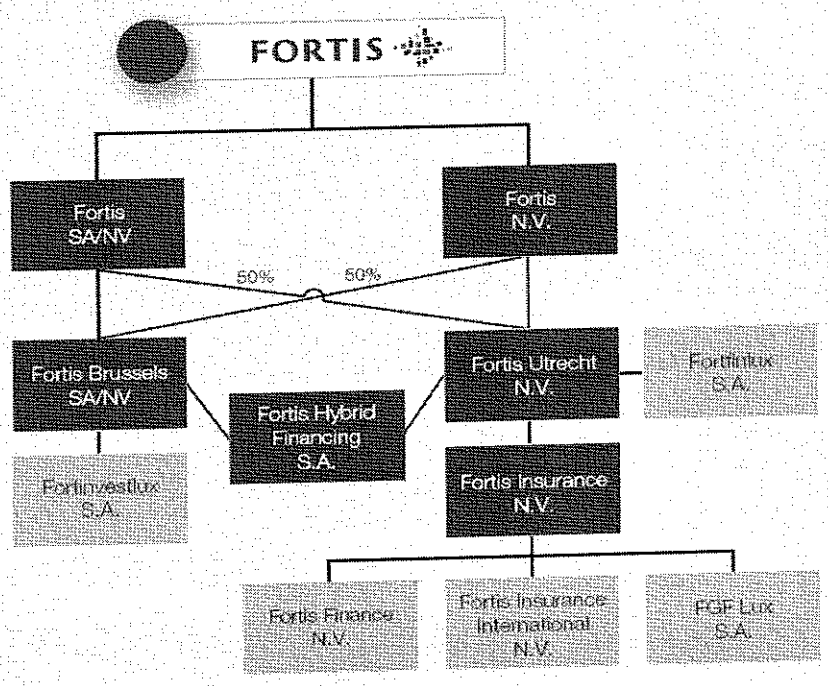 FORTIS
Fortis
SA/NV
Fortis
N.V.
50%
50%
Fortis Brussels
SA/NV
Fortis Utrecht
N.V.
Fortfinlux
S.A.
Fortis Hybrid
Financing
S.A.
Fortinvestlux
S.A.
Fortis Insurance
N.V.
Fortis Finance
N.V.
Fortis Insurance
International
N.V.
FGF Lux
S.A.